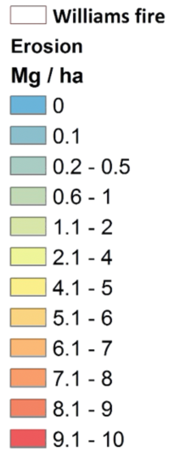 Williams fire
Erosion
Mg / ha
0
0.1
0.2 - 0.5
0.6 - 1
1.1 - 2
2.1 - 4
4.1 - 5
5.1 - 6
6.1 - 7
7.1 - 8
8.1 - 9
9.1 - 10